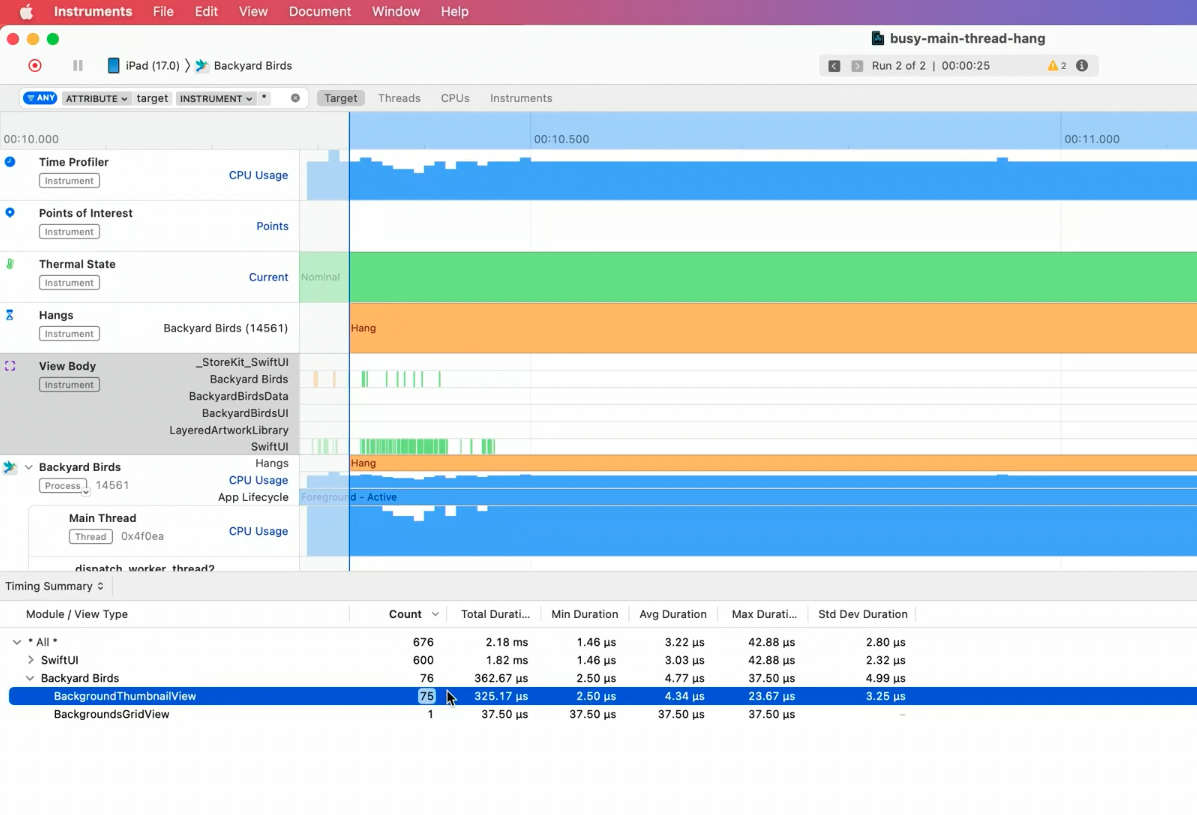 Instruments File Edit View Document Window Help
busy-main-thread-hang
iPad (17.0) Backyard Birds Run 2 of 2 | 00:00:25 2
ANY ATTRIBUTE target INSTRUMENT * Target Threads CPUs Instruments
00:10.000 00:10.500 00:11.000
Time Profiler
Instrument CPU Usage
Points of Interest
Instrument Points
Thermal State
Instrument Current Nominal
Hangs
Instrument Backyard Birds (14561) Hang
View Body _StoreKit_SwiftUI
Instrument Backyard Birds
BackyardBirdsData
BackyardBirdsUI
LayeredArtworkLibrary
SwiftUI
Backyard Birds Hangs Hang
Process 14561 CPU Usage
App Lifecycle Foreground - Active
Main Thread
Thread 0x4f0ea CPU Usage
dispatch_worker_thread2
Timing Summary
Module / View Type Count Total Durati... Min Duration Avg Duration Max Durati... Std Dev Duration
* All * 676 2.18 ms 1.46 µs 3.22 µs 42.88 µs 2.80 µs
SwiftUI 600 1.82 ms 1.46 µs 3.03 µs 42.88 µs 2.32 µs
Backyard Birds 76 362.67 µs 2.50 µs 4.77 µs 37.50 µs 4.99 µs
BackgroundThumbnailView 75 325.17 µs 2.50 µs 4.34 µs 23.67 µs 3.25 µs
BackgroundsGridView 1 37.50 µs 37.50 µs 37.50 µs 37.50 µs –